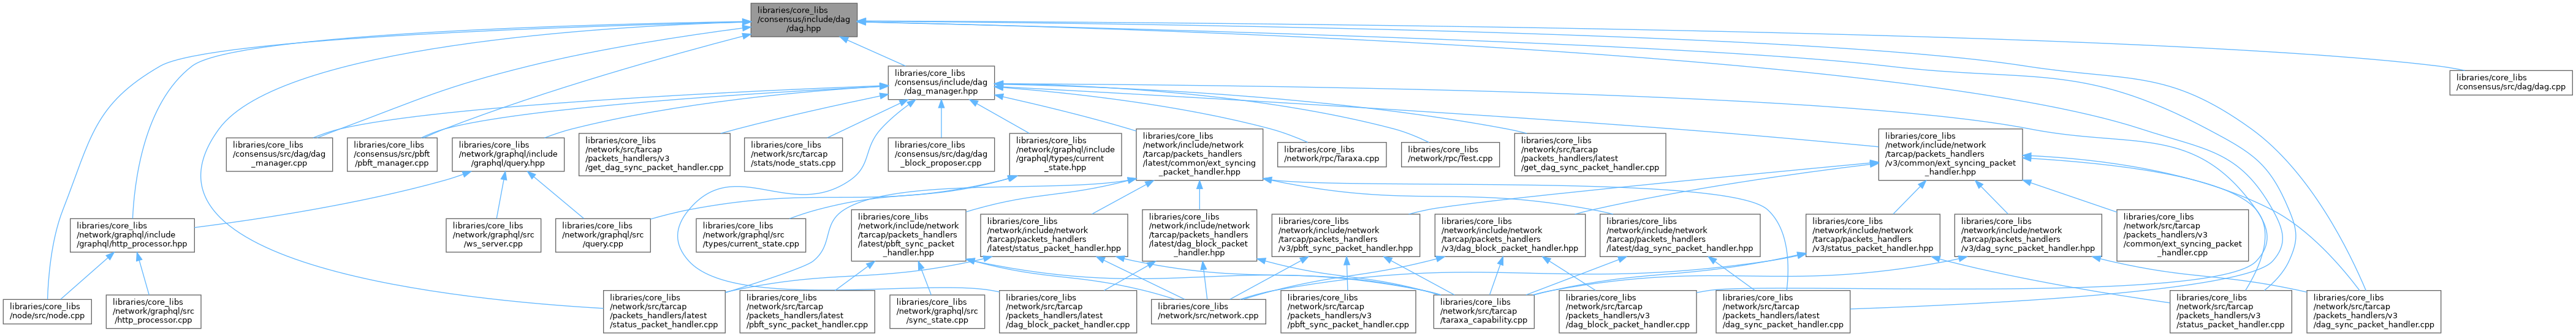 libraries/core_libs
/consensus/include/dag
/dag.hpp
libraries/core_libs
/consensus/include/dag
/dag_manager.hpp
libraries/core_libs
/consensus/src/dag/dag.cpp
libraries/core_libs
/consensus/src/dag/dag
_manager.cpp
libraries/core_libs
/consensus/src/pbft
/pbft_manager.cpp
libraries/core_libs
/network/graphql/include
/graphql/query.hpp
libraries/core_libs
/network/src/tarcap
/packets_handlers/v3
/get_dag_sync_packet_handler.cpp
libraries/core_libs
/network/src/tarcap
/stats/node_stats.cpp
libraries/core_libs
/consensus/src/dag/dag
_block_proposer.cpp
libraries/core_libs
/network/graphql/include
/graphql/types/current
_state.hpp
libraries/core_libs
/network/include/network
/tarcap/packets_handlers
/latest/common/ext_syncing
_packet_handler.hpp
libraries/core_libs
/network/rpc/Taraxa.cpp
libraries/core_libs
/network/rpc/Test.cpp
libraries/core_libs
/network/src/tarcap
/packets_handlers/latest
/get_dag_sync_packet_handler.cpp
libraries/core_libs
/network/include/network
/tarcap/packets_handlers
/v3/common/ext_syncing_packet
_handler.hpp
libraries/core_libs
/network/graphql/include
/graphql/http_processor.hpp
libraries/core_libs
/network/graphql/src
/ws_server.cpp
libraries/core_libs
/network/graphql/src
/query.cpp
libraries/core_libs
/network/graphql/src
/types/current_state.cpp
libraries/core_libs
/network/include/network
/tarcap/packets_handlers
/latest/pbft_sync_packet
_handler.hpp
libraries/core_libs
/network/include/network
/tarcap/packets_handlers
/latest/status_packet_handler.hpp
libraries/core_libs
/network/include/network
/tarcap/packets_handlers
/latest/dag_block_packet
_handler.hpp
libraries/core_libs
/network/include/network
/tarcap/packets_handlers
/v3/pbft_sync_packet_handler.hpp
libraries/core_libs
/network/include/network
/tarcap/packets_handlers
/v3/dag_block_packet_handler.hpp
libraries/core_libs
/network/include/network
/tarcap/packets_handlers
/latest/dag_sync_packet_handler.hpp
libraries/core_libs
/network/include/network
/tarcap/packets_handlers
/v3/status_packet_handler.hpp
libraries/core_libs
/network/include/network
/tarcap/packets_handlers
/v3/dag_sync_packet_handler.hpp
libraries/core_libs
/network/src/tarcap
/packets_handlers/v3
/common/ext_syncing_packet
_handler.cpp
libraries/core_libs
/node/src/node.cpp
libraries/core_libs
/network/graphql/src
/http_processor.cpp
libraries/core_libs
/network/src/tarcap
/packets_handlers/latest
/status_packet_handler.cpp
libraries/core_libs
/network/src/tarcap
/packets_handlers/latest
/pbft_sync_packet_handler.cpp
libraries/core_libs
/network/graphql/src
/sync_state.cpp
libraries/core_libs
/network/src/tarcap
/packets_handlers/latest
/dag_block_packet_handler.cpp
libraries/core_libs
/network/src/network.cpp
libraries/core_libs
/network/src/tarcap
/packets_handlers/v3
/pbft_sync_packet_handler.cpp
libraries/core_libs
/network/src/tarcap
/taraxa_capability.cpp
libraries/core_libs
/network/src/tarcap
/packets_handlers/v3
/dag_block_packet_handler.cpp
libraries/core_libs
/network/src/tarcap
/packets_handlers/latest
/dag_sync_packet_handler.cpp
libraries/core_libs
/network/src/tarcap
/packets_handlers/v3
/status_packet_handler.cpp
libraries/core_libs
/network/src/tarcap
/packets_handlers/v3
/dag_sync_packet_handler.cpp